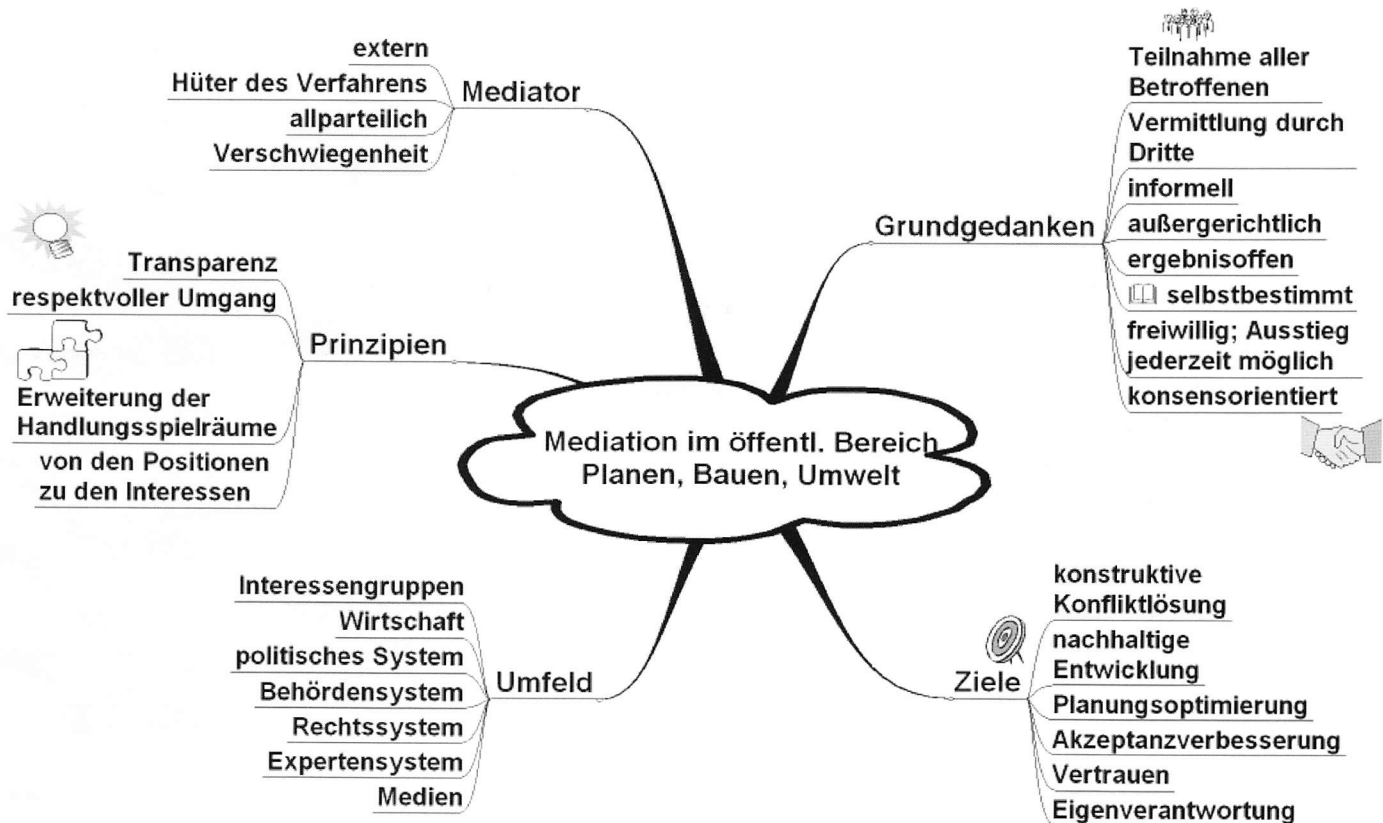 Mediation im öffentl. Bereich
Planen, Bauen, Umwelt
Mediator
extern
Hüter des Verfahrens
allparteilich
Verschwiegenheit
Prinzipien
Transparenz
respektvoller Umgang
Erweiterung der
Handlungsspielräume
von den Positionen
zu den Interessen
Umfeld
Interessengruppen
Wirtschaft
politisches System
Behördensystem
Rechtssystem
Expertensystem
Medien
Grundgedanken
Teilnahme aller
Betroffenen
Vermittlung durch
Dritte
informell
außergerichtlich
ergebnisoffen
selbstbestimmt
freiwillig; Ausstieg
jederzeit möglich
konsensorientiert
Ziele
konstruktive
Konfliktlösung
nachhaltige
Entwicklung
Planungsoptimierung
Akzeptanzverbesserung
Vertrauen
Eigenverantwortung